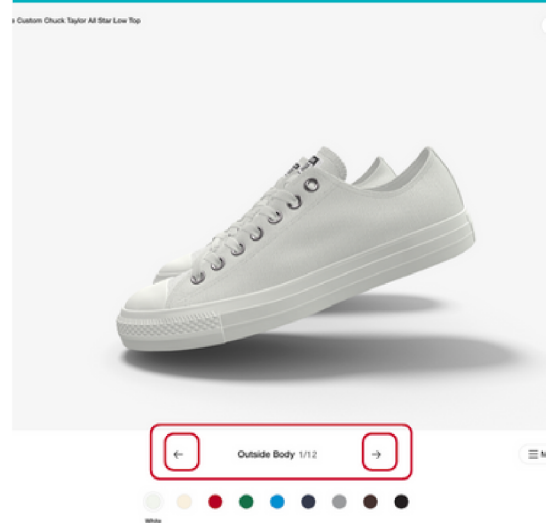 Custom Chuck Taylor All Star Low Top
← Outside Body 1/12 →
White